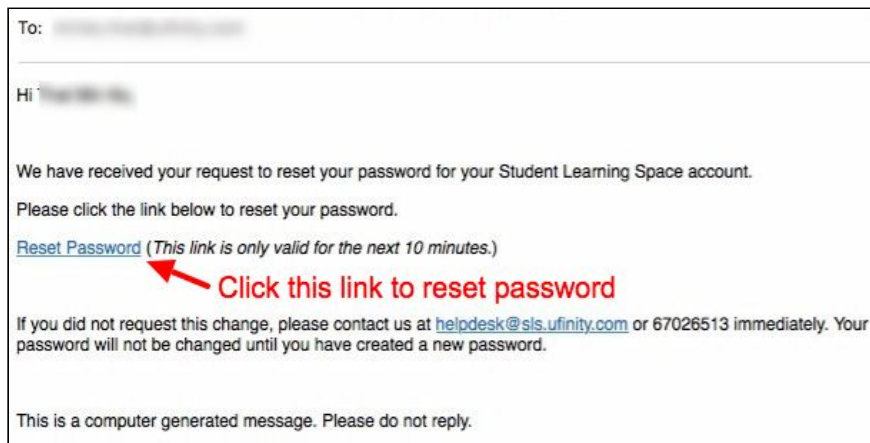 To:
Hi
We have received your request to reset your password for your Student Learning Space account.
Please click the link below to reset your password.
Reset Password (This link is only valid for the next 10 minutes.)
Click this link to reset password
If you did not request this change, please contact us at helpdesk@sls.ufinity.com or 67026513 immediately. Your
password will not be changed until you have created a new password.
This is a computer generated message. Please do not reply.